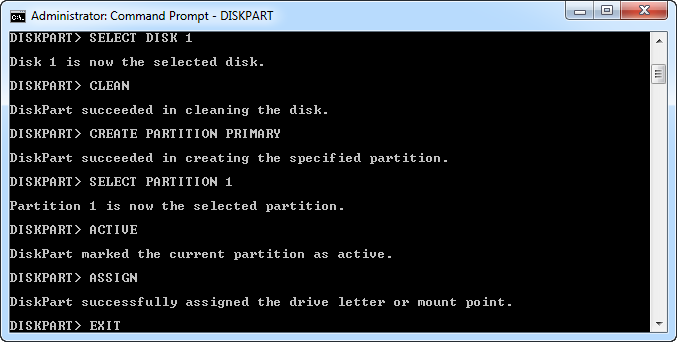 Administrator: Command Prompt - DISKPART
DISKPART> SELECT DISK 1
Disk 1 is now the selected disk.
DISKPART> CLEAN
DiskPart succeeded in cleaning the disk.
DISKPART> CREATE PARTITION PRIMARY
DiskPart succeeded in creating the specified partition.
DISKPART> SELECT PARTITION 1
Partition 1 is now the selected partition.
DISKPART> ACTIVE
DiskPart marked the current partition as active.
DISKPART> ASSIGN
DiskPart successfully assigned the drive letter or mount point.
DISKPART> EXIT